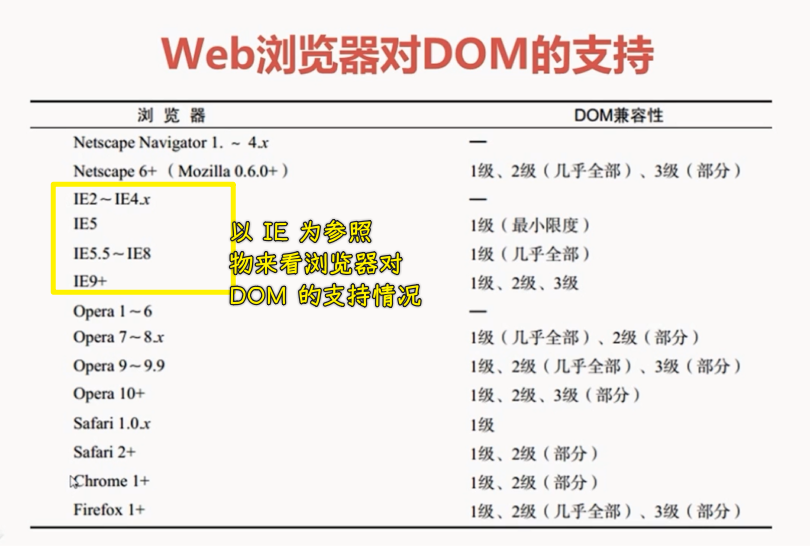 Web浏览器对DOM的支持
浏 览 器 DOM兼容性
Netscape Navigator 1. ~ 4.x —
Netscape 6+（Mozilla 0.6.0+） 1级、2级（几乎全部）、3级（部分）
IE2～IE4.x —
IE5 1级（最小限度）
IE5.5～IE8 1级（几乎全部）
IE9+ 1级、2级、3级
以 IE 为参照
物来看浏览器对
DOM 的支持情况
Opera 1～6 —
Opera 7～8.x 1级（几乎全部）、2级（部分）
Opera 9～9.9 1级、2级（几乎全部）、3级（部分）
Opera 10+ 1级、2级、3级（部分）
Safari 1.0.x 1级
Safari 2+ 1级、2级（部分）
Chrome 1+ 1级、2级（部分）
Firefox 1+ 1级、2级（几乎全部）、3级（部分）